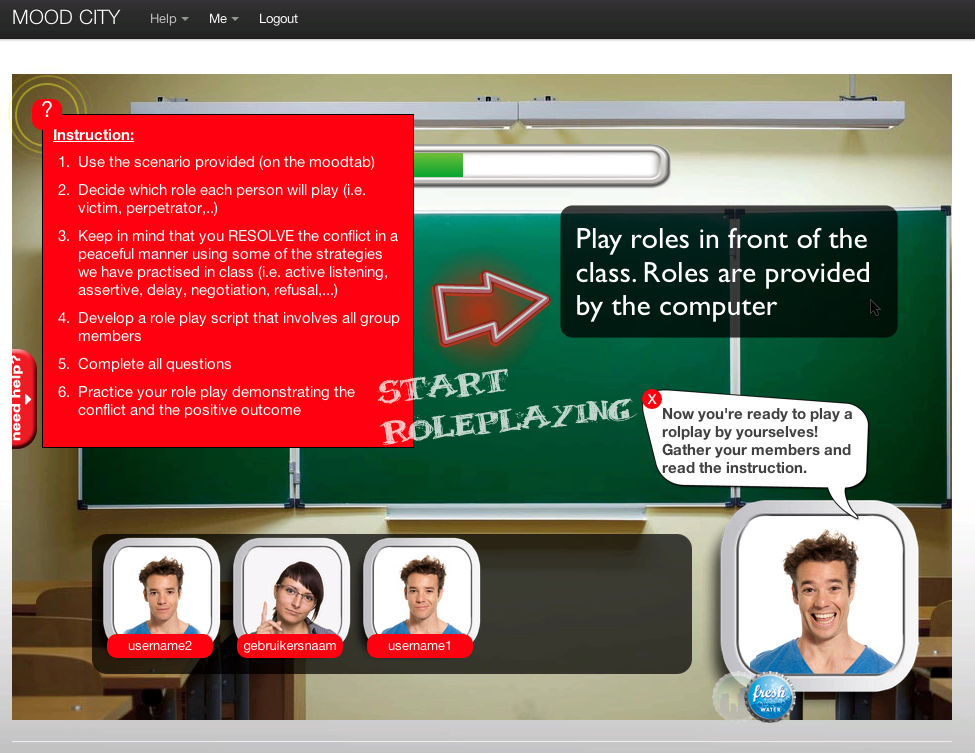 MOOD CITY Help Me Logout
?
Instruction:
1. Use the scenario provided (on the moodtab)
2. Decide which role each person will play (i.e.
victim, perpetrator,..)
3. Keep in mind that you RESOLVE the conflict in a
peaceful manner using some of the strategies
we have practised in class (i.e. active listening,
assertive, delay, negotiation, refusal,...)
4. Develop a role play script that involves all group
members
5. Complete all questions
6. Practice your role play demonstrating the
conflict and the positive outcome
need help?
Play roles in front of the
class. Roles are provided
by the computer
START
ROLEPLAYING
X
Now you're ready to play a
rolplay by yourselves!
Gather your members and
read the instruction.
username2
gebruikersnaam
username1
fresh
WATER